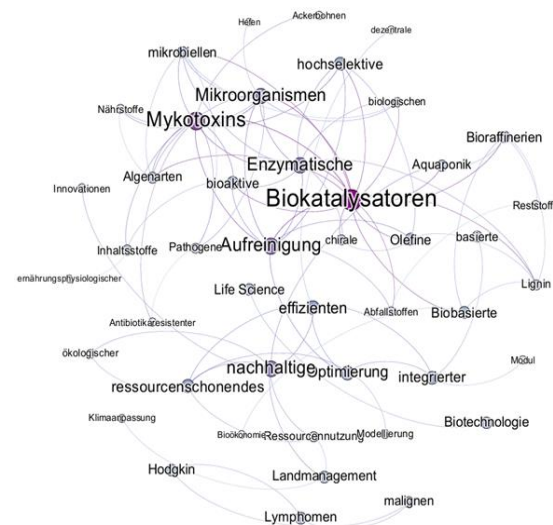 Hefen
Ackerbohnen
dezentrale
mikrobiellen
hochselektive
Mikroorganismen
biologischen
Nährstoffe
Mykotoxins
Bioraffinerien
Enzymatische
Aquaponik
Algenarten
bioaktive
Innovationen
Biokatalysatoren
Reststoff
Inhaltsstoffe
Pathogene
Aufreinigung
chirale
Olefine
basierte
ernährungsphysiologischer
Life Science
Lignin
effizienten
Abfallstoffen
Biobasierte
Antibiotikaresistenter
ökologischer
nachhaltige
Optimierung
integrierter
Modul
ressourcenschonendes
Klimaanpassung
Biotechnologie
Bioökonomie
Ressourcennutzung
Modellierung
Hodgkin
Landmanagement
malignen
Lymphomen